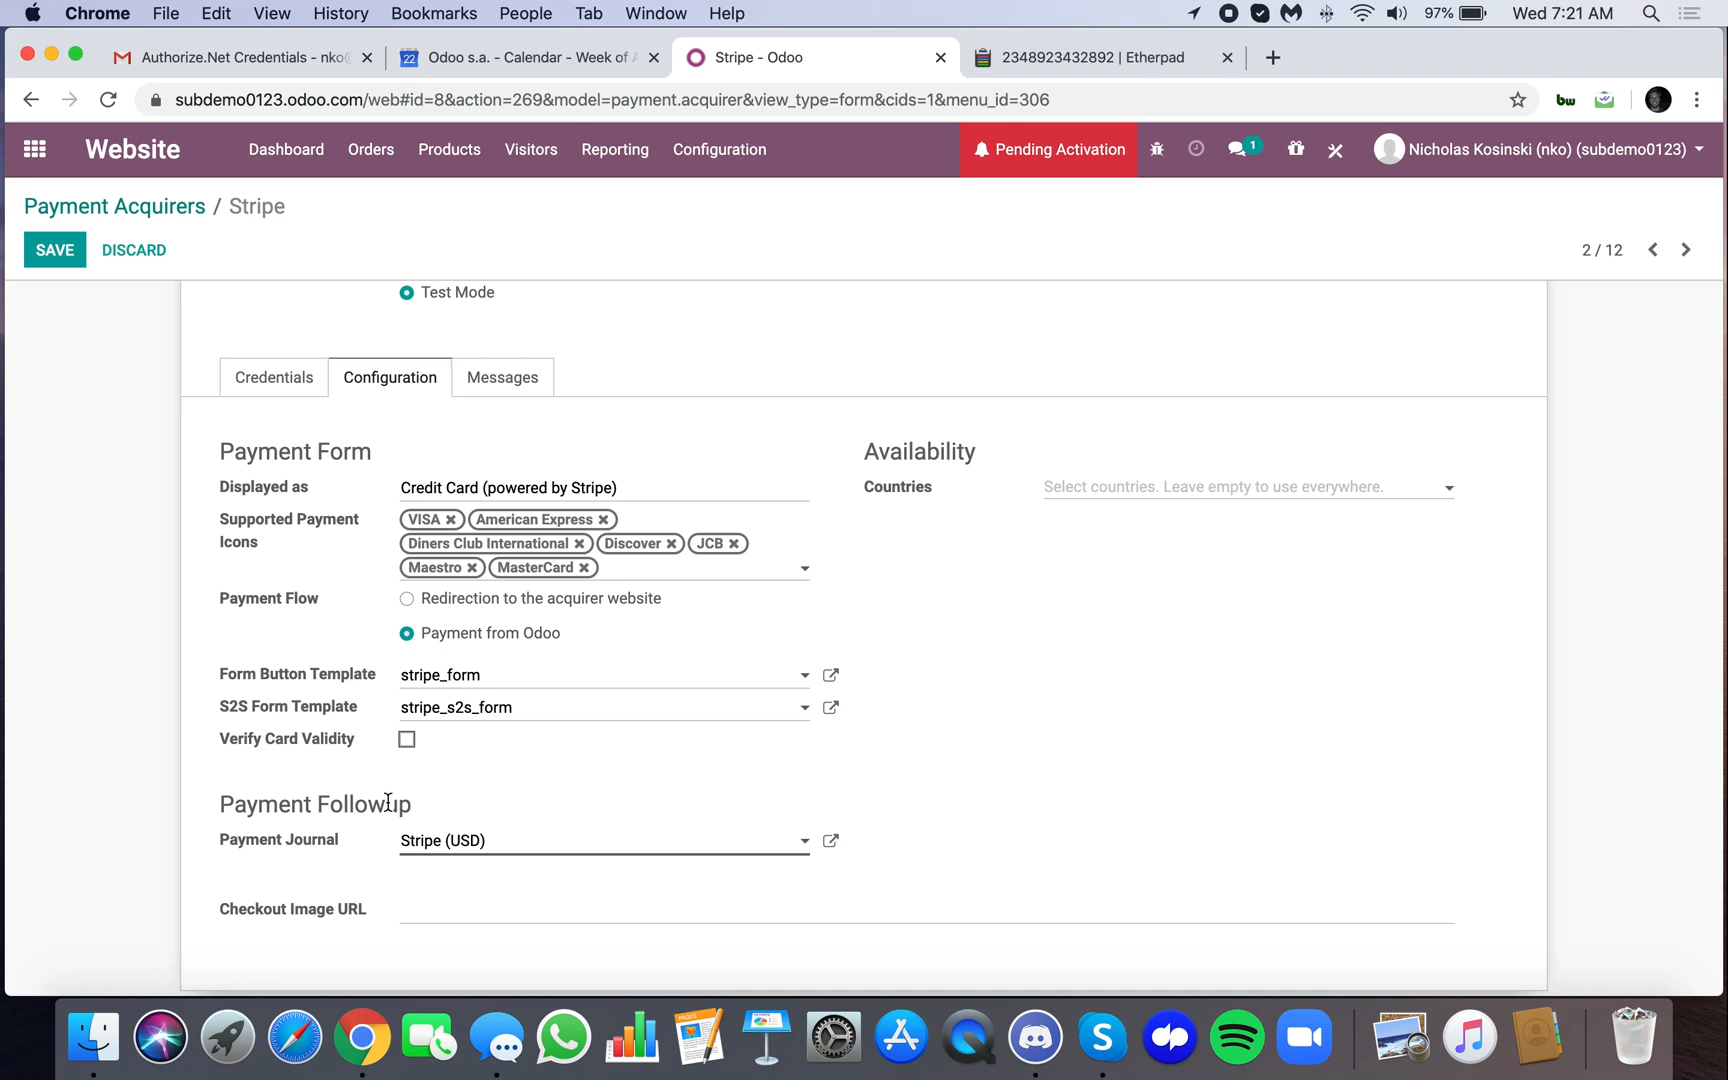 Chrome File Edit View History Bookmarks People Tab Window Help 97% Wed 7:21 AM
Authorize.Net Credentials - nko@ 22 Odoo s.a. - Calendar - Week of A Stripe - Odoo 2348923432892 | Etherpad
subdemo0123.odoo.com/web#id=8&action=269&model=payment.acquirer&view_type=form&cids=1&menu_id=306 bw
Website Dashboard Orders Products Visitors Reporting Configuration Pending Activation 1 Nicholas Kosinski (nko) (subdemo0123)
Payment Acquirers / Stripe
SAVE DISCARD 2 / 12
Test Mode
Credentials Configuration Messages
Payment Form Availability
Displayed as Credit Card (powered by Stripe) Countries Select countries. Leave empty to use everywhere.
Supported Payment VISA American Express
Icons Diners Club International Discover JCB
Maestro MasterCard
Payment Flow Redirection to the acquirer website
Payment from Odoo
Form Button Template stripe_form
S2S Form Template stripe_s2s_form
Verify Card Validity
Payment Followup
Payment Journal Stripe (USD)
Checkout Image URL